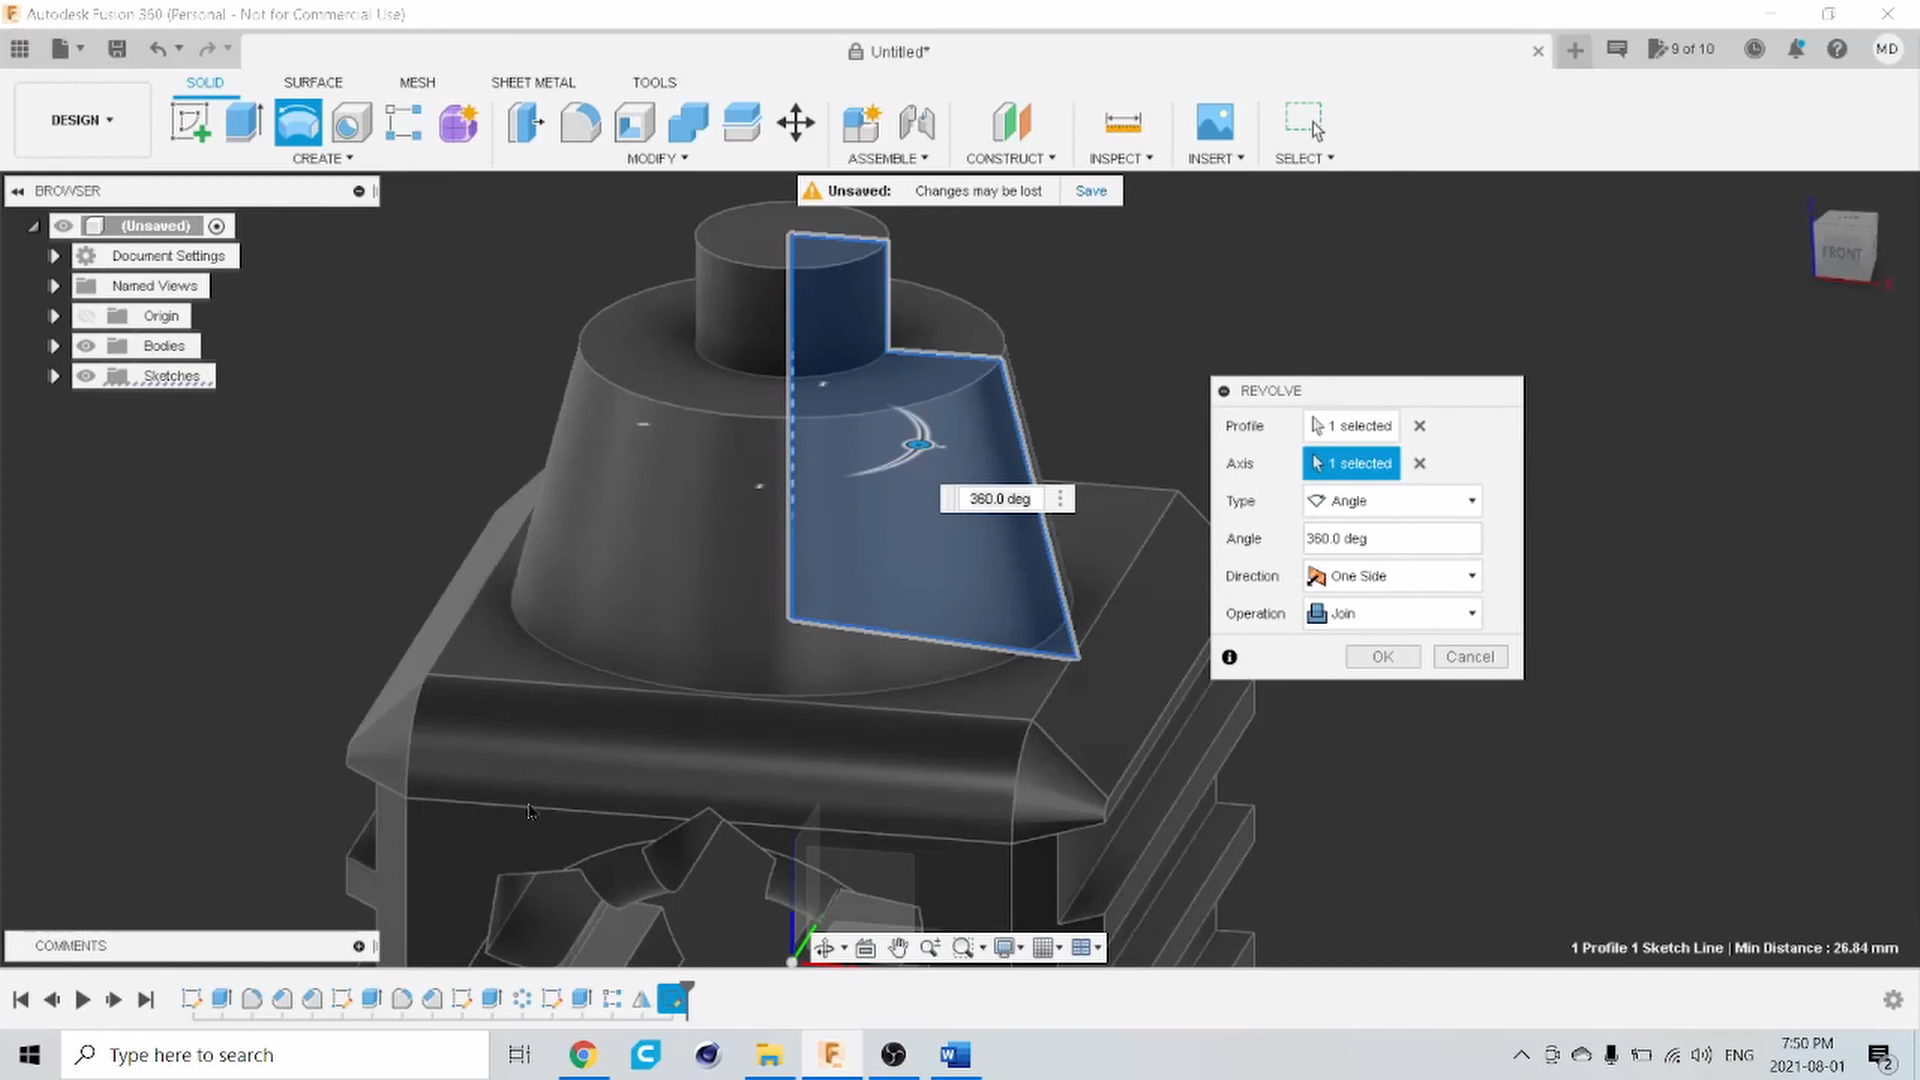 Autodesk Fusion 360 (Personal - Not for Commercial Use)
Untitled*
9 of 10
MD
SOLID
SURFACE
MESH
SHEET METAL
TOOLS
DESIGN
CREATE
MODIFY
ASSEMBLE
CONSTRUCT
INSPECT
INSERT
SELECT
BROWSER
Unsaved: Changes may be lost
Save
(Unsaved)
Document Settings
Named Views
Origin
Bodies
Sketches
FRONT
REVOLVE
Profile 1 selected
Axis 1 selected
Type Angle
Angle 360.0 deg
Direction One Side
Operation Join
OK Cancel
360.0 deg
COMMENTS
1 Profile 1 Sketch Line | Min Distance : 26.84 mm
Type here to search
ENG
7:50 PM
2021-08-01
2